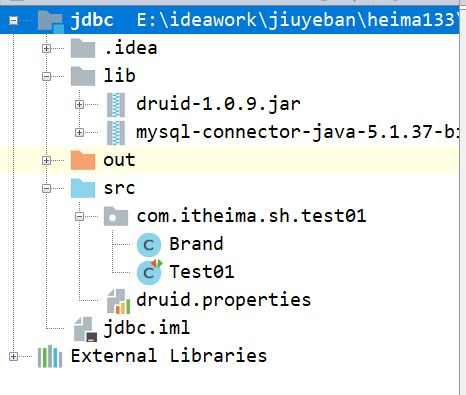 jdbc E:\ideawork\jiuyeban\heima133\
.idea
lib
druid-1.0.9.jar
mysql-connector-java-5.1.37-bi
out
src
com.itheima.sh.test01
Brand
Test01
druid.properties
jdbc.iml
External Libraries